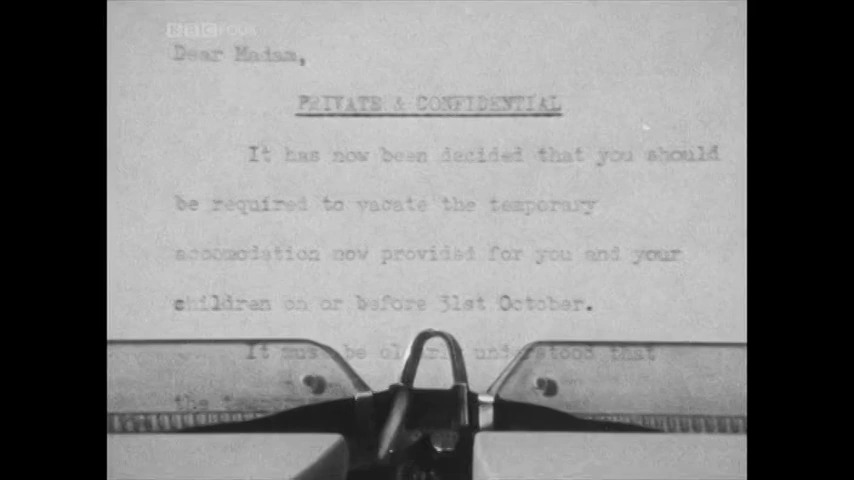 BBC FOUR
Dear Madam,
PRIVATE & CONFIDENTIAL
It has now been decided that you should
be required to vacate the temporary
accomodation now provided for you and your
children on or before 31st October.
It must be clearly understood that
the